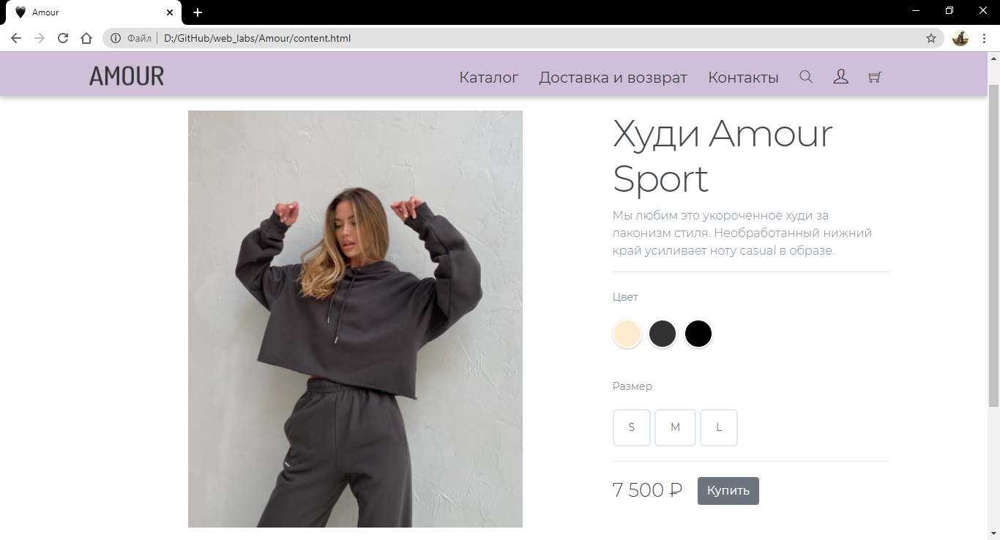 Amour
Файл
D:/GitHub/web_labs/Amour/content.html
AMOUR
Каталог
Доставка и возврат
Контакты
Худи Amour
Sport
Мы любим это укороченное худи за
лаконизм стиля. Необработанный нижний
край усиливает ноту casual в образе.
Цвет
Размер
S
M
L
7 500 ₽
Купить